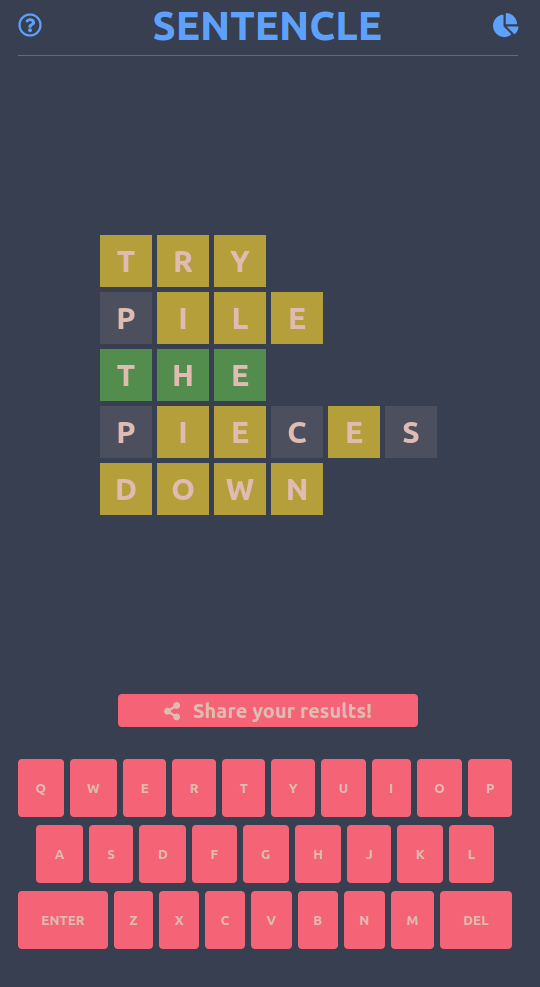 SENTENCLE
TRY
PILE
THE
PIECES
DOWN
Share your results!
Q W E R T Y U I O P
A S D F G H J K L
ENTER Z X C V B N M DEL